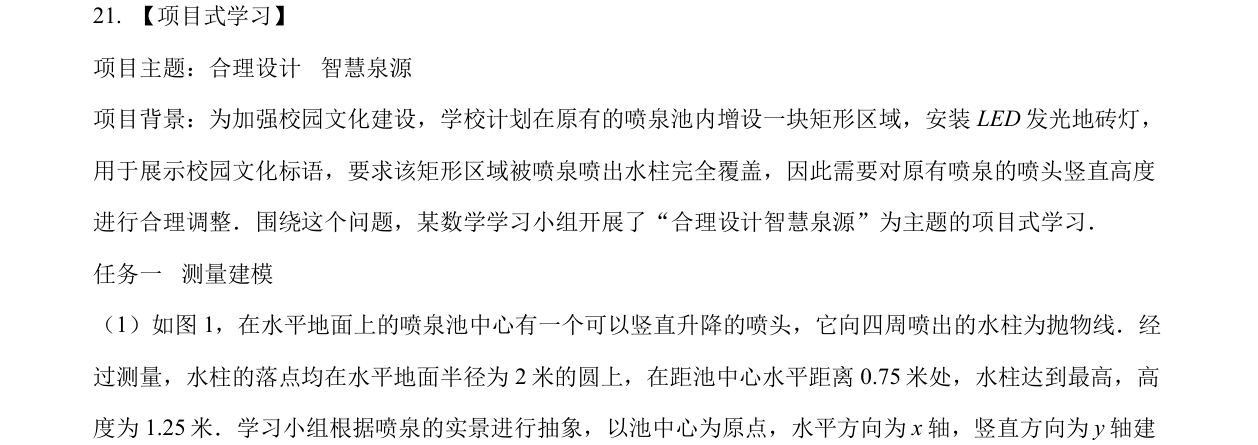 21. 【项目式学习】
项目主题：合理设计 智慧泉源
项目背景：为加强校园文化建设，学校计划在原有的喷泉池内增设一块矩形区域，安装 LED 发光地砖灯，
用于展示校园文化标语，要求该矩形区域被喷泉喷出水柱完全覆盖，因此需要对原有喷泉的喷头竖直高度
进行合理调整．围绕这个问题，某数学学习小组开展了“合理设计智慧泉源”为主题的项目式学习．
任务一 测量建模
（1）如图 1，在水平地面上的喷泉池中心有一个可以竖直升降的喷头，它向四周喷出的水柱为抛物线．经
过测量，水柱的落点均在水平地面半径为 2 米的圆上，在距池中心水平距离 0.75 米处，水柱达到最高，高
度为 1.25 米．学习小组根据喷泉的实景进行抽象，以池中心为原点，水平方向为 x 轴，竖直方向为 y 轴建